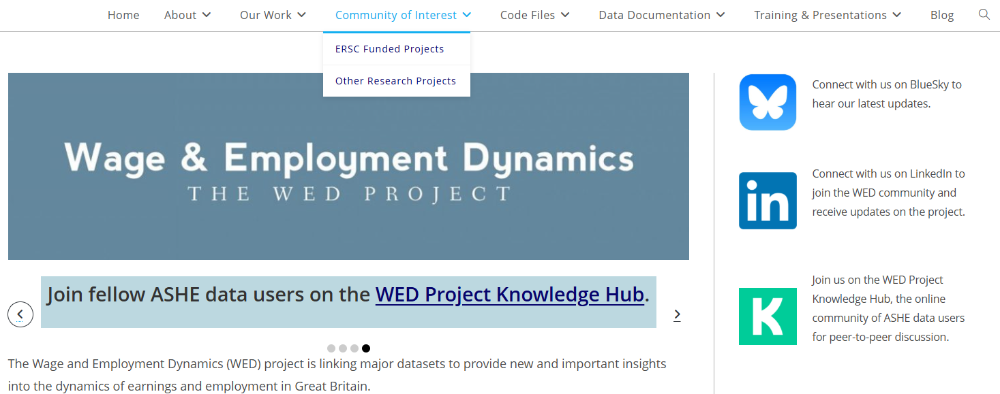 Home About Our Work Community of Interest Code Files Data Documentation Training & Presentations Blog
ERSC Funded Projects
Other Research Projects
Wage & Employment Dynamics
THE WED PROJECT
Join fellow ASHE data users on the WED Project Knowledge Hub.
The Wage and Employment Dynamics (WED) project is linking major datasets to provide new and important insights
into the dynamics of earnings and employment in Great Britain.
Connect with us on BlueSky to
hear our latest updates.
in
Connect with us on LinkedIn to
join the WED community and
receive updates on the project.
K
Join us on the WED Project
Knowledge Hub, the online
community of ASHE data users
for peer-to-peer discussion.